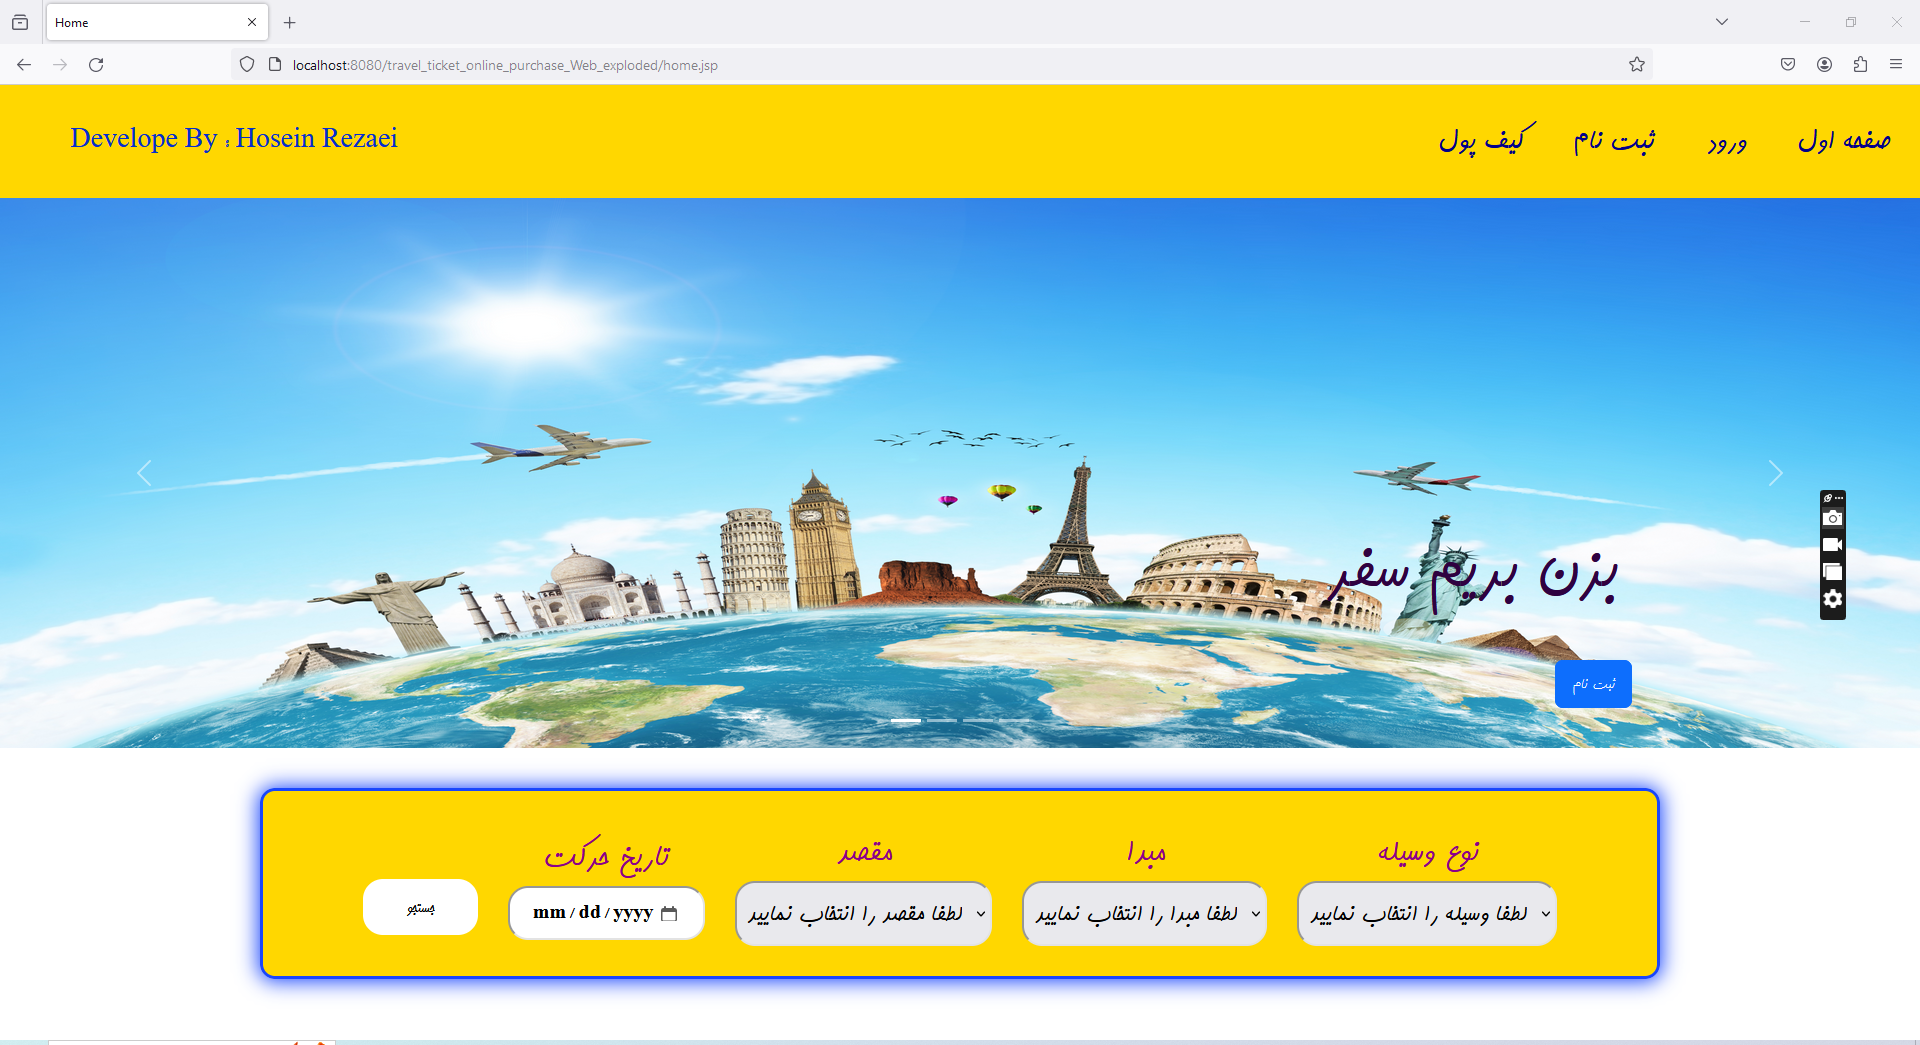 Home
localhost:8080/travel_ticket_online_purchase_Web_exploded/home.jsp
صفحه اول
ورود
ثبت نام
کیف پول
Develope By : Hosein Rezaei
بزن بریم سفر
ثبت نام
نوع وسیله
مبدا
مقصد
تاریخ حرکت
لطفا وسیله را انتخاب نمایید
لطفا مبدا را انتخاب نمایید
لطفا مقصد را انتخاب نمایید
mm / dd / yyyy
جستجو